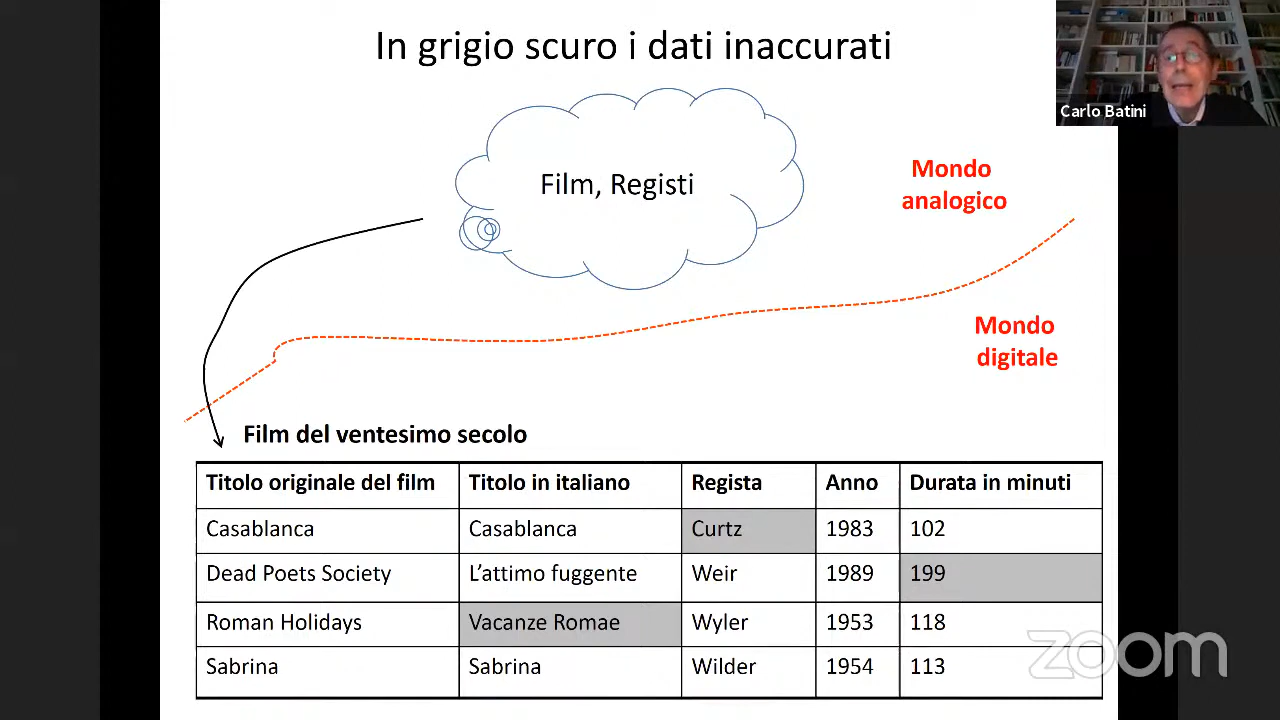 In grigio scuro i dati inaccurati
Carlo Batini
Film, Registi
Mondo
analogico
Mondo
digitale
Film del ventesimo secolo
Titolo originale del film Titolo in italiano Regista Anno Durata in minuti
Casablanca Casablanca Curtz 1983 102
Dead Poets Society L'attimo fuggente Weir 1989 199
Roman Holidays Vacanze Romae Wyler 1953 118
Sabrina Sabrina Wilder 1954 113
zoom